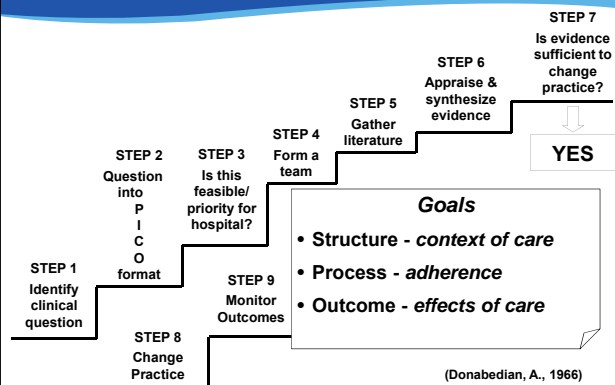 STEP 1
Identify
clinical
question
STEP 2
Question
into
P
I
C
O
format
STEP 3
Is this
feasible/
priority for
hospital?
STEP 4
Form a
team
STEP 5
Gather
literature
STEP 6
Appraise &
synthesize
evidence
STEP 7
Is evidence
sufficient to
change
practice?
YES
STEP 8
Change
Practice
STEP 9
Monitor
Outcomes
Goals
• Structure - context of care
• Process - adherence
• Outcome - effects of care
(Donabedian, A., 1966)